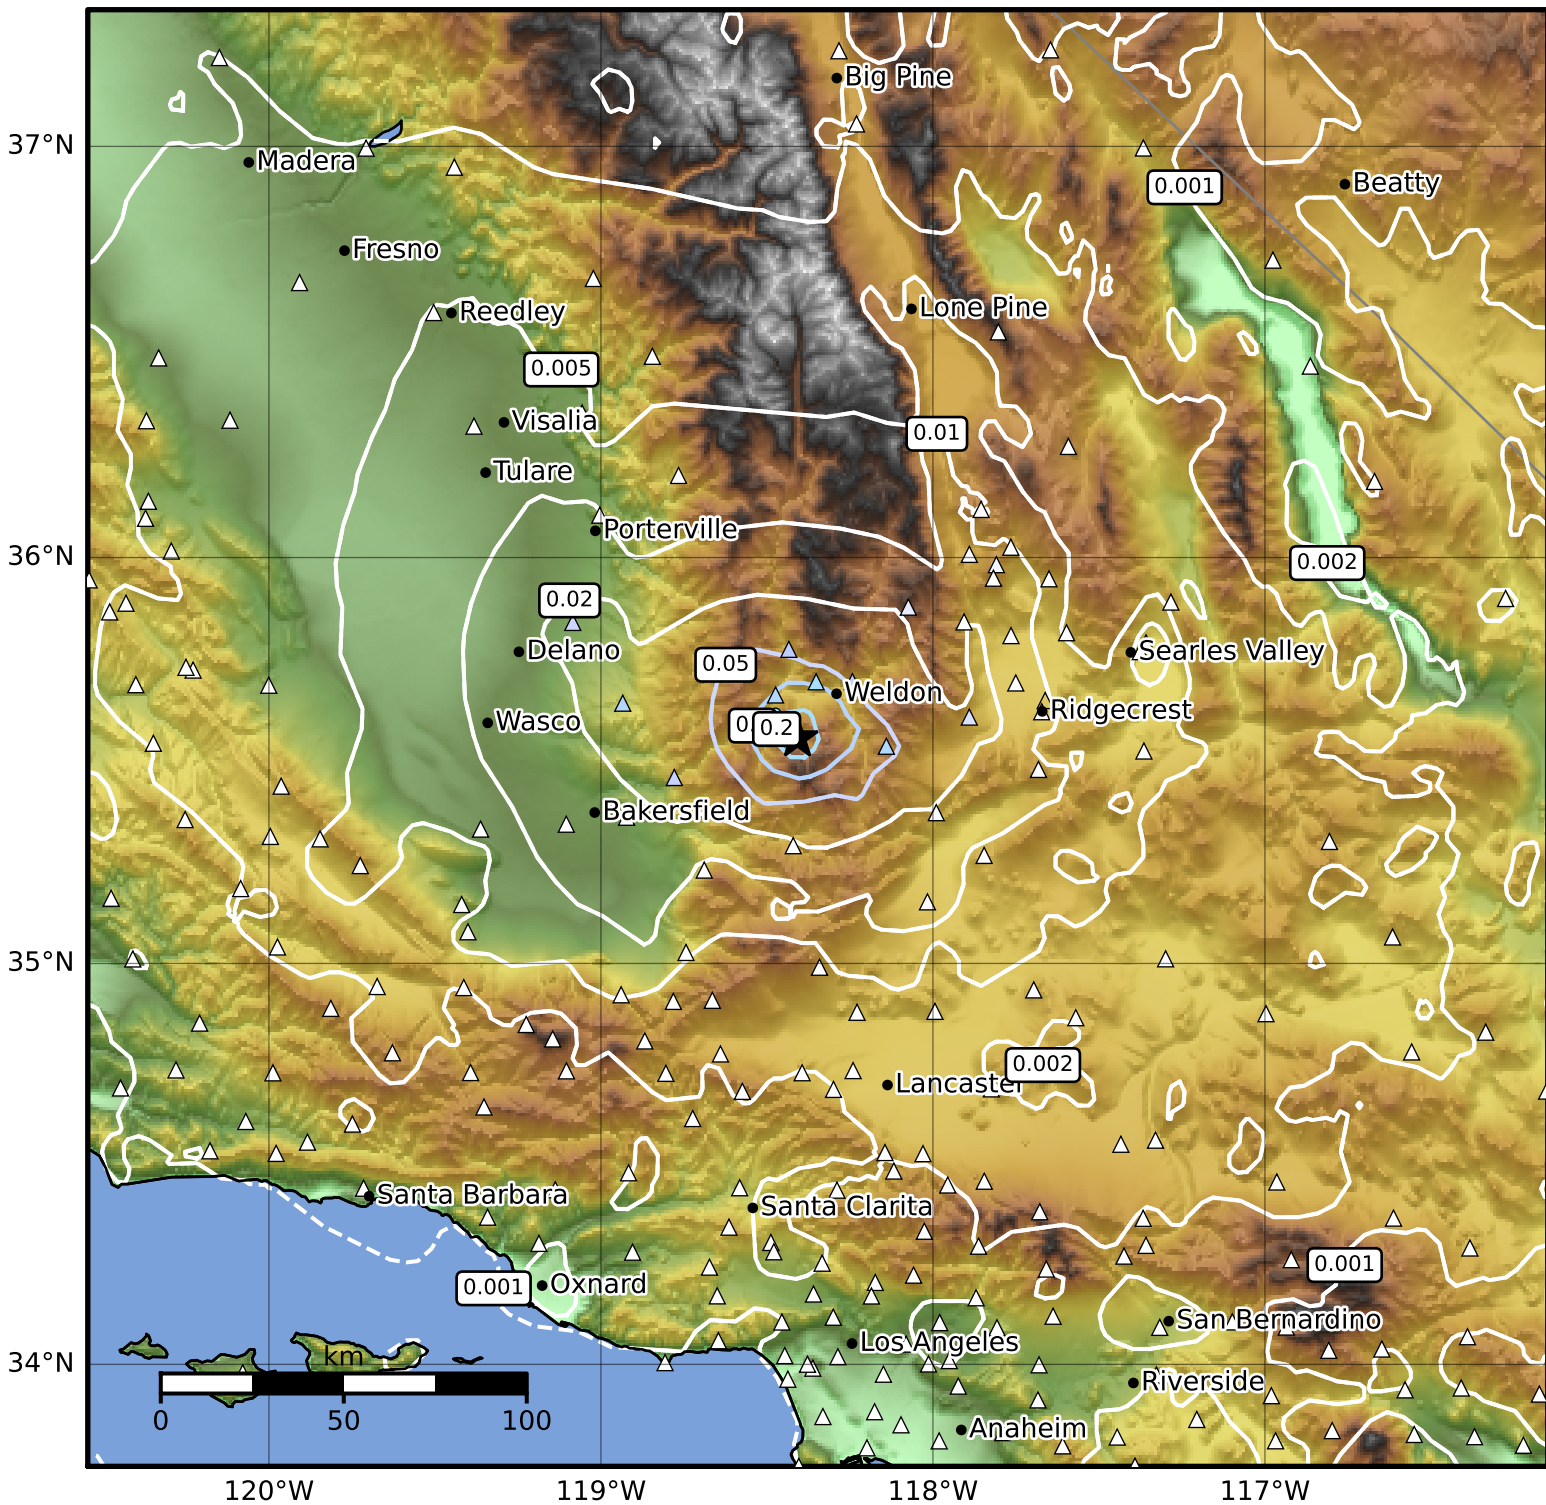 Big Pine
37°N
Madera
0.001
Beatty
Fresno
Reedley
Lone Pine
0.005
Visalia
0.01
Tulare
Porterville
36°N
0.002
0.02
Delano
Searles Valley
0.05
Weldon
Wasco
0.2
Ridgecrest
Bakersfield
35°N
0.002
Lancaster
Santa Barbara
Santa Clarita
0.001
Oxnard
0.001
San Bernardino
Los Angeles
34°N
km
Riverside
0 50 100
Anaheim
120°W 119°W 118°W 117°W